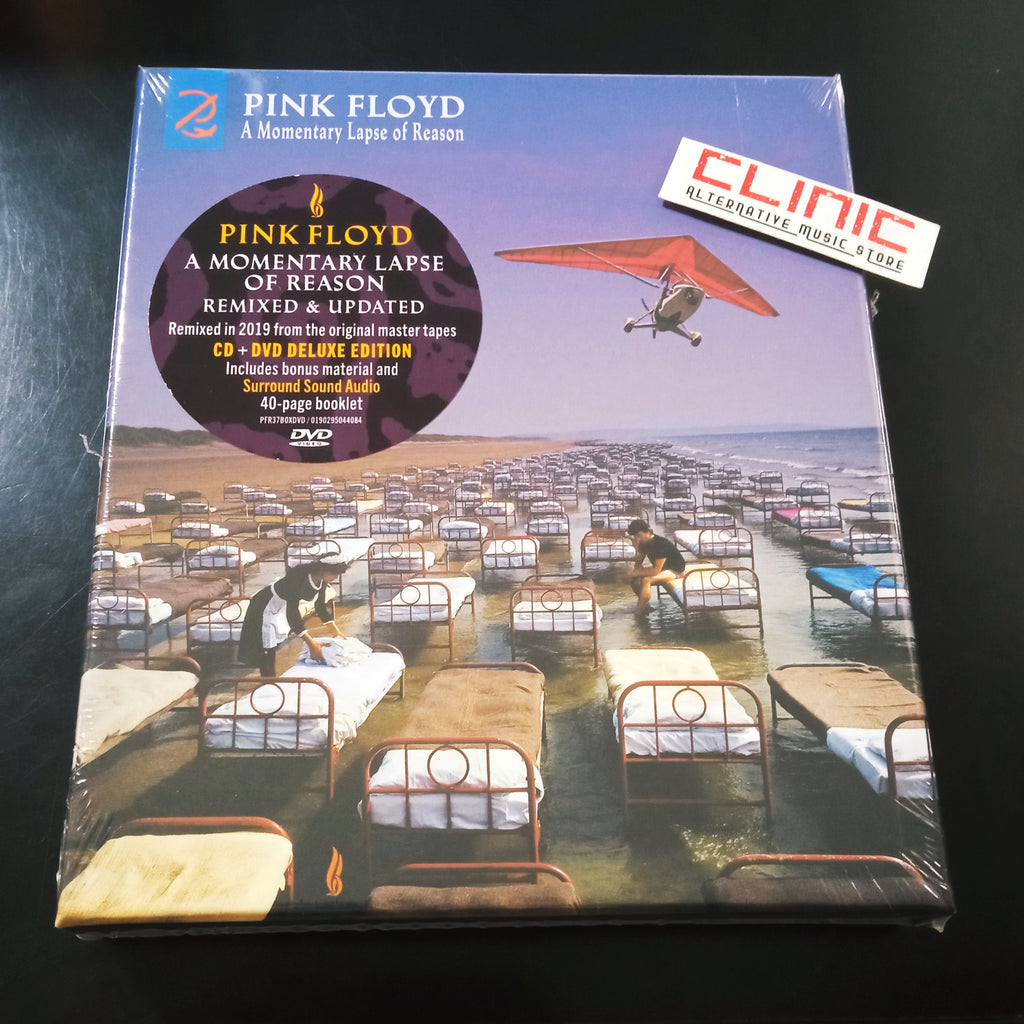 PINK FLOYD
A Momentary Lapse of Reason
CLINIC
ALTERNATIVE MUSIC STORE
PINK FLOYD
A MOMENTARY LAPSE
OF REASON
REMIXED & UPDATED
Remixed in 2019 from the original master tapes
CD + DVD DELUXE EDITION
Includes bonus material and
Surround Sound Audio
40-page booklet
PFR37BOXDVD / 0190295044084
DVD
VIDEO